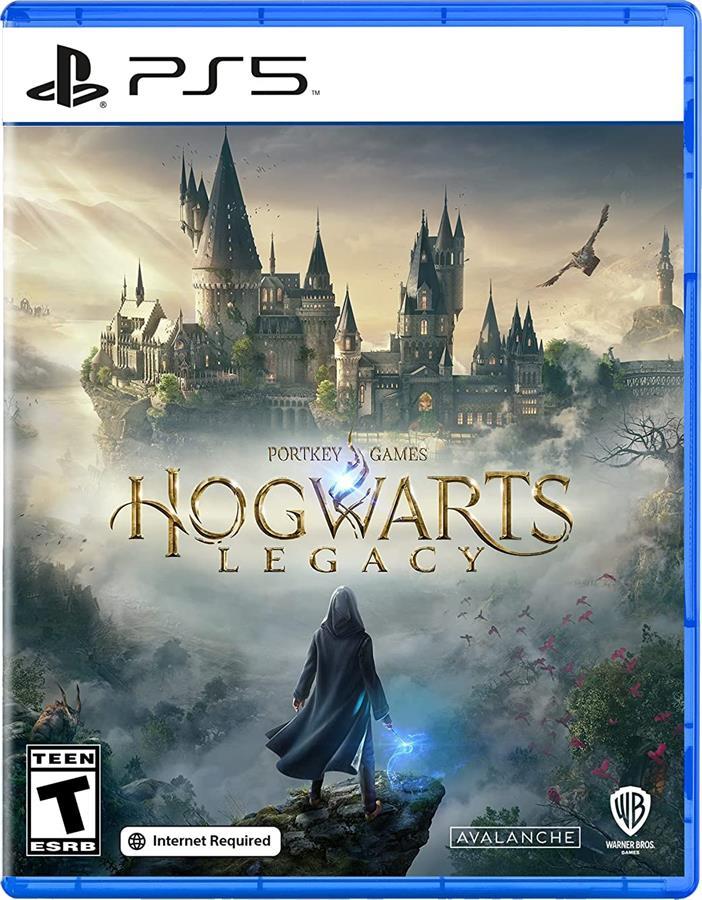 PS5
PORTKEY GAMES
HOGWARTS
LEGACY
TEEN
T
ESRB
Internet Required
AVALANCHE
WB
WARNER BROS.
GAMES